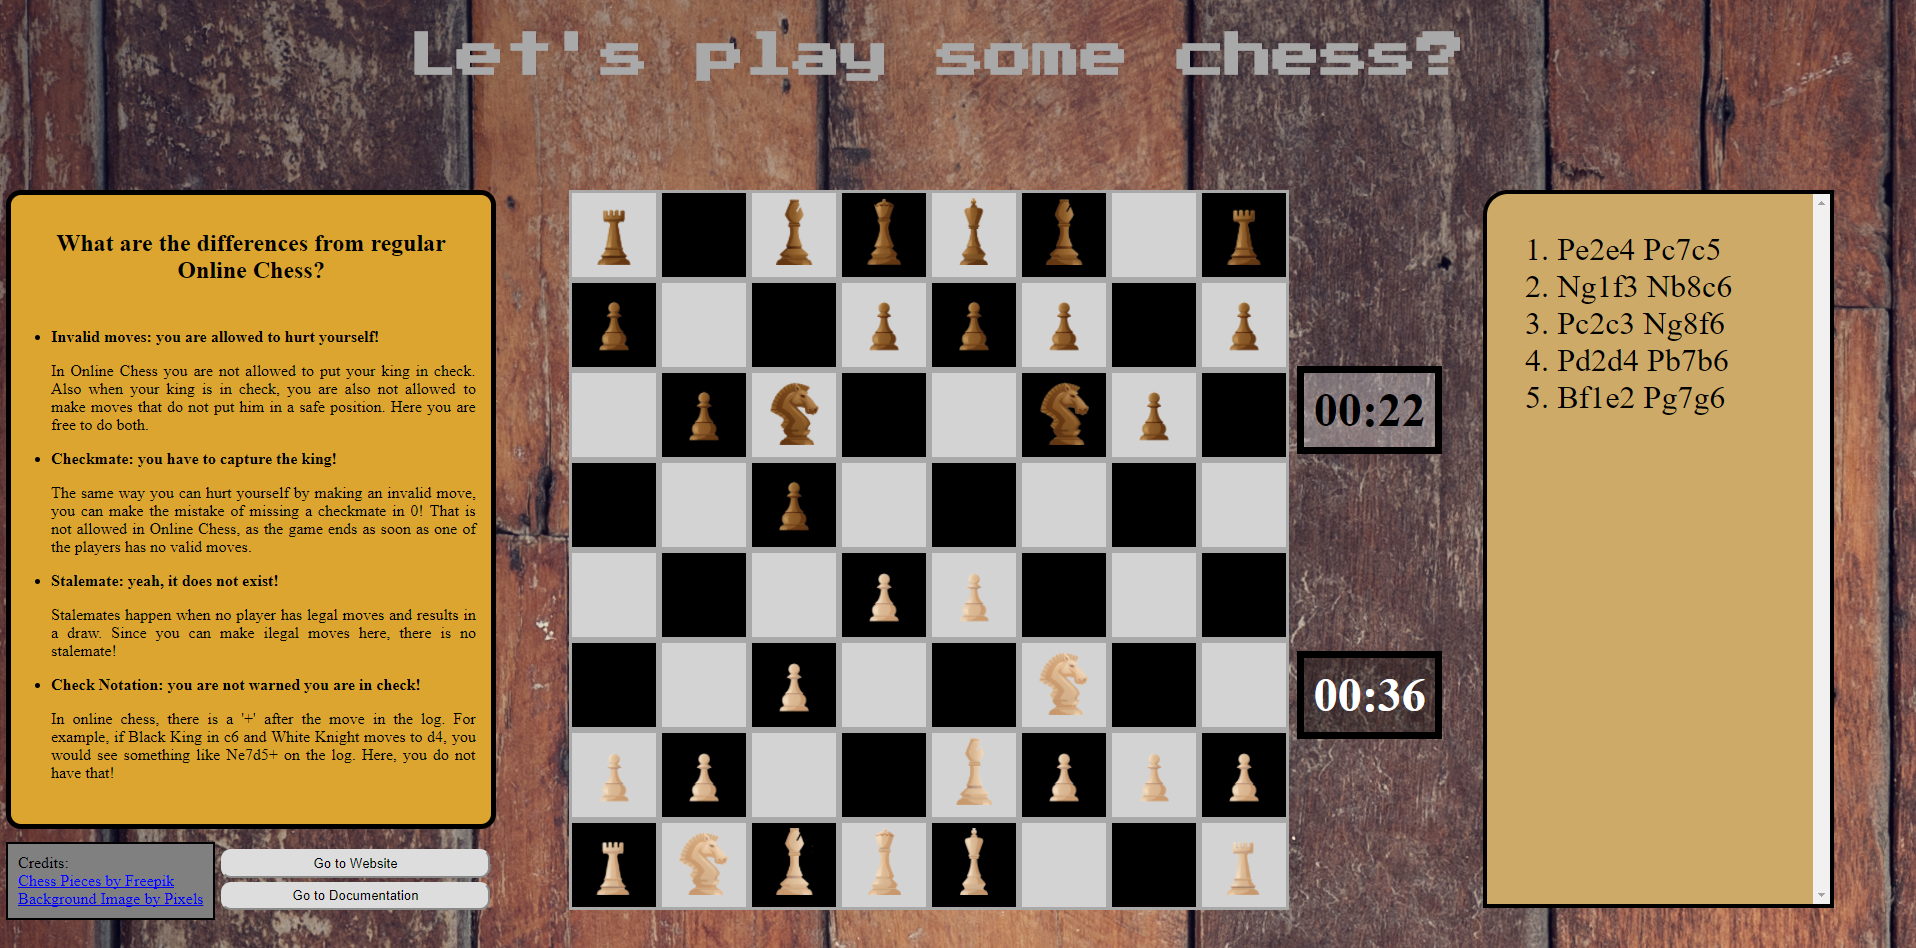 Let's play some chess?
What are the differences from regular
Online Chess?
Invalid moves: you are allowed to hurt yourself!
In Online Chess you are not allowed to put your king in check.
Also when your king is in check, you are also not allowed to
make moves that do not put him in a safe position. Here you are
free to do both.
Checkmate: you have to capture the king!
The same way you can hurt yourself by making an invalid move,
you can make the mistake of missing a checkmate in 0! That is
not allowed in Online Chess, as the game ends as soon as one of
the players has no valid moves.
Stalemate: yeah, it does not exist!
Stalemates happen when no player has legal moves and results in
a draw. Since you can make ilegal moves here, there is no
stalemate!
Check Notation: you are not warned you are in check!
In online chess, there is a '+' after the move in the log. For
example, if Black King in c6 and White Knight moves to d4, you
would see something like Ne7d5+ on the log. Here, you do not
have that!
Credits:
Chess Pieces by Freepik
Background Image by Pixels
Go to Website
Go to Documentation
00:22
00:36
1. Pe2e4 Pc7c5
2. Ng1f3 Nb8c6
3. Pc2c3 Ng8f6
4. Pd2d4 Pb7b6
5. Bf1e2 Pg7g6